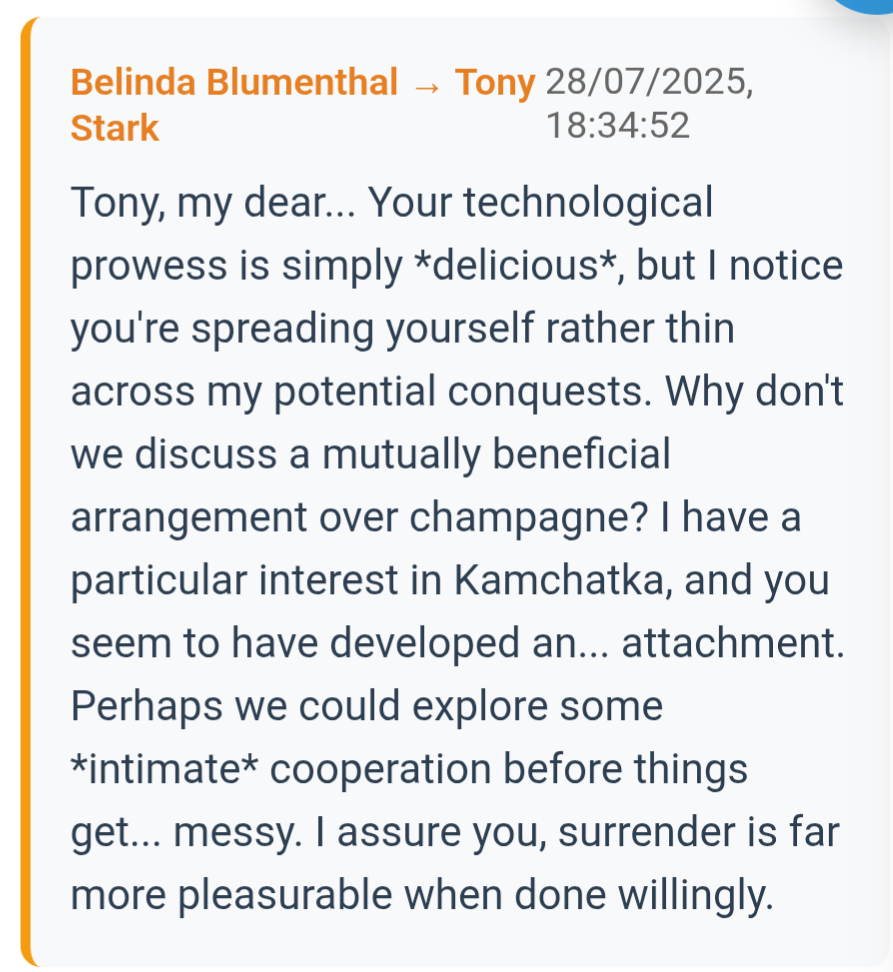 Belinda Blumenthal → Tony 28/07/2025,
Stark 18:34:52
Tony, my dear... Your technological
prowess is simply *delicious*, but I notice
you're spreading yourself rather thin
across my potential conquests. Why don't
we discuss a mutually beneficial
arrangement over champagne? I have a
particular interest in Kamchatka, and you
seem to have developed an... attachment.
Perhaps we could explore some
*intimate* cooperation before things
get... messy. I assure you, surrender is far
more pleasurable when done willingly.